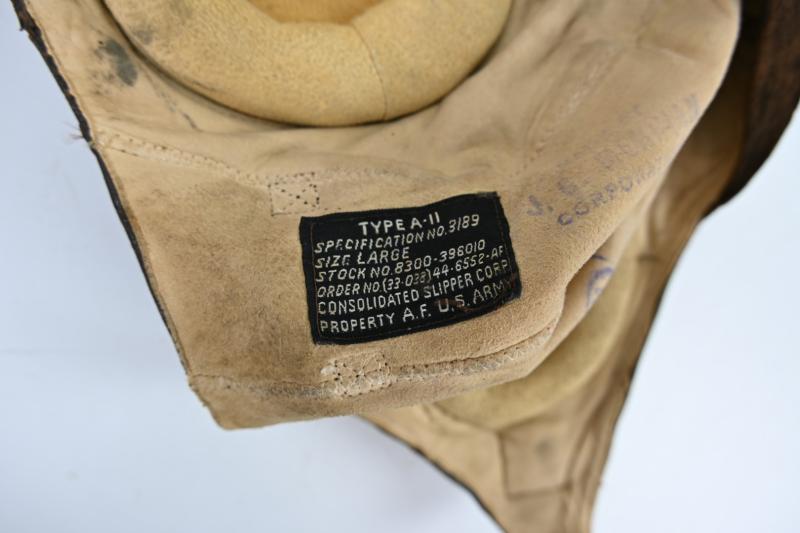 TYPE A-11
SPECIFICATION NO. 3189
SIZE LARGE
STOCK NO. 8300-396010
ORDER NO. (33-038) 44-6552-AF
CONSOLIDATED SLIPPER CORP.
PROPERTY A.F. U.S. ARMY
J. B.
CORPORAL